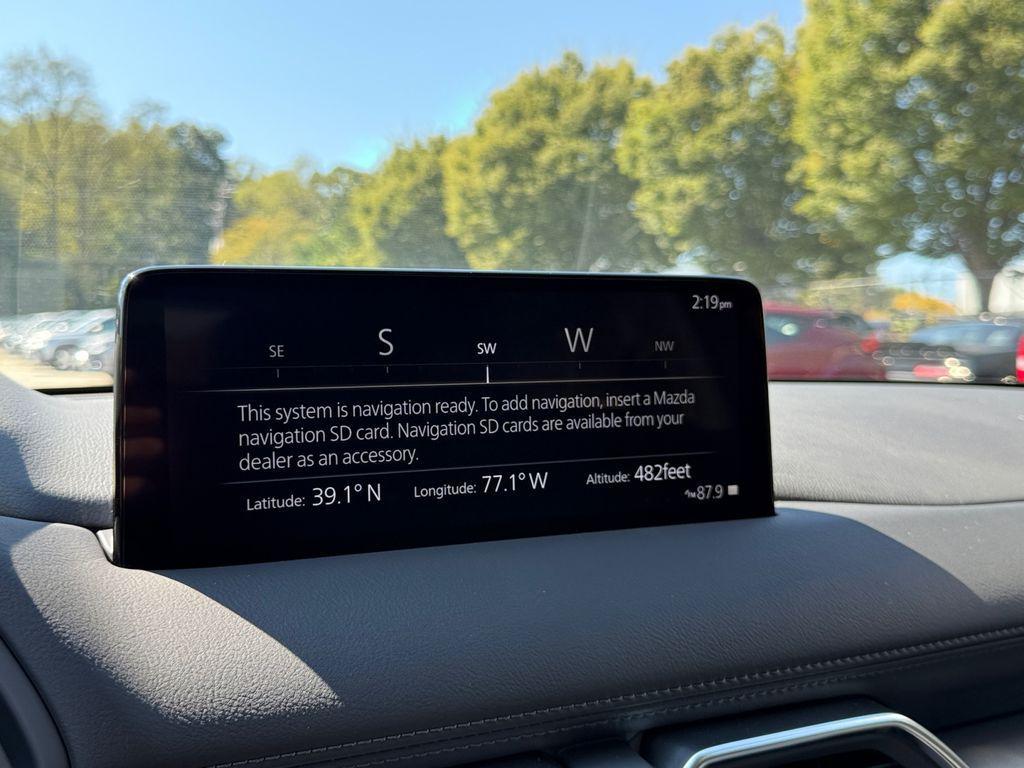 2:19pm
SE S SW W NW
This system is navigation ready. To add navigation, insert a Mazda
navigation SD card. Navigation SD cards are available from your
dealer as an accessory.
Latitude: 39.1° N Longitude: 77.1° W Altitude: 482feet
FM 87.9